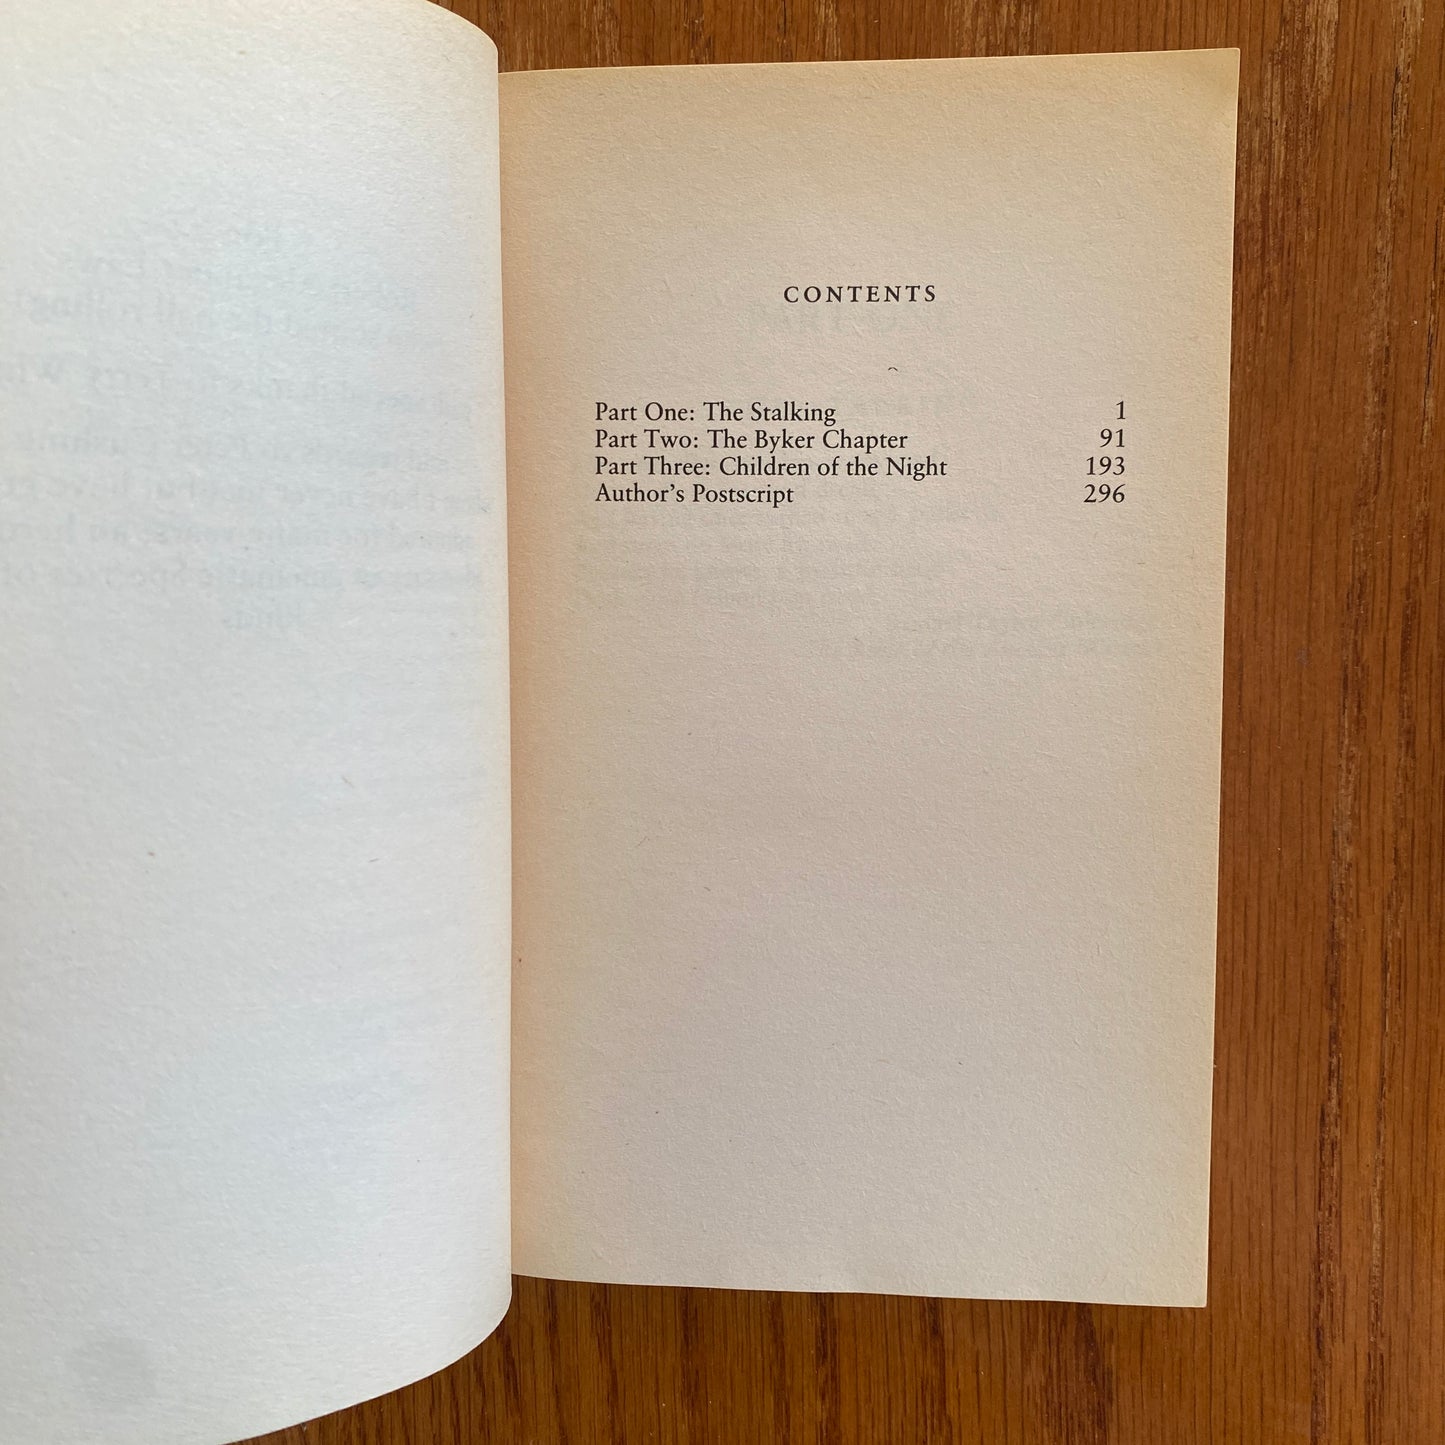 CONTENTS
Part One: The Stalking 1
Part Two: The Byker Chapter 91
Part Three: Children of the Night 193
Author's Postscript 296